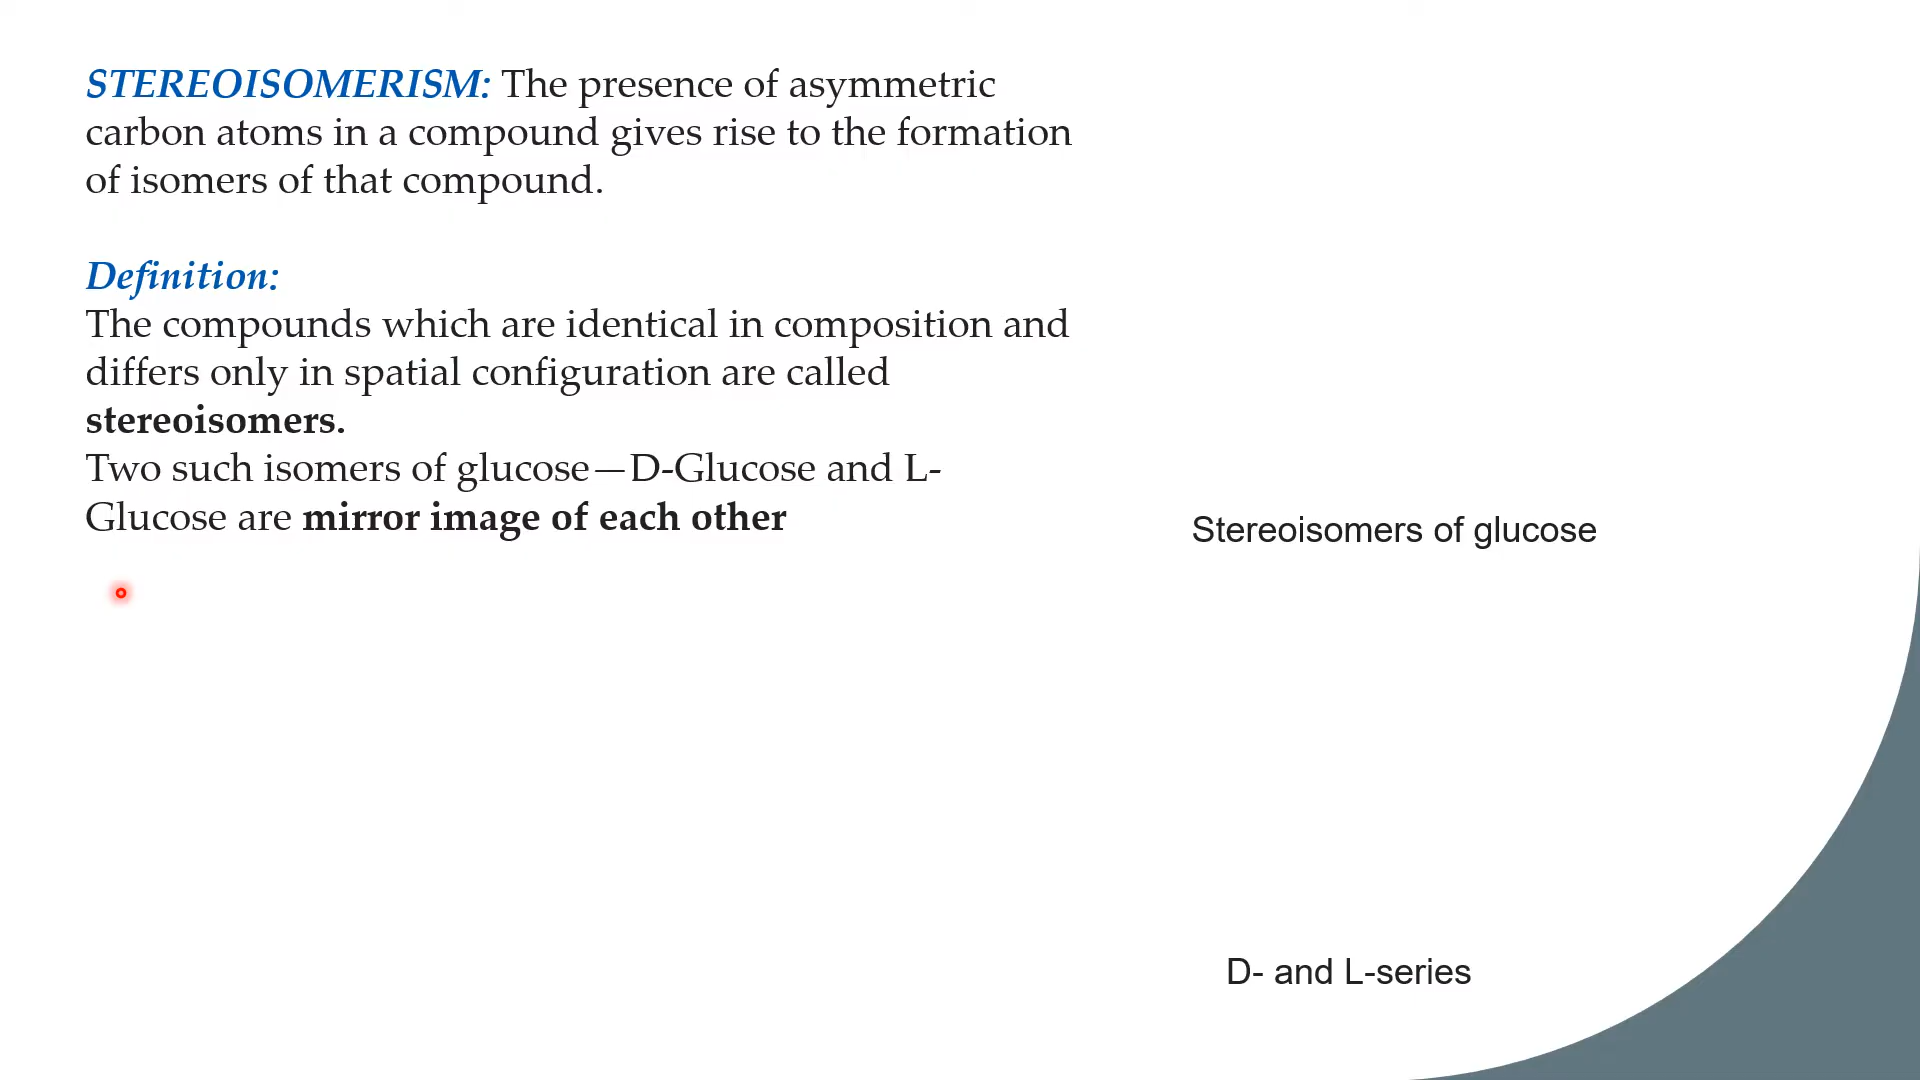 STEREOISOMERISM: The presence of asymmetric
carbon atoms in a compound gives rise to the formation
of isomers of that compound.
Definition:
The compounds which are identical in composition and
differs only in spatial configuration are called
stereoisomers.
Two such isomers of glucose—D-Glucose and L-
Glucose are mirror image of each other
Stereoisomers of glucose
D- and L-series